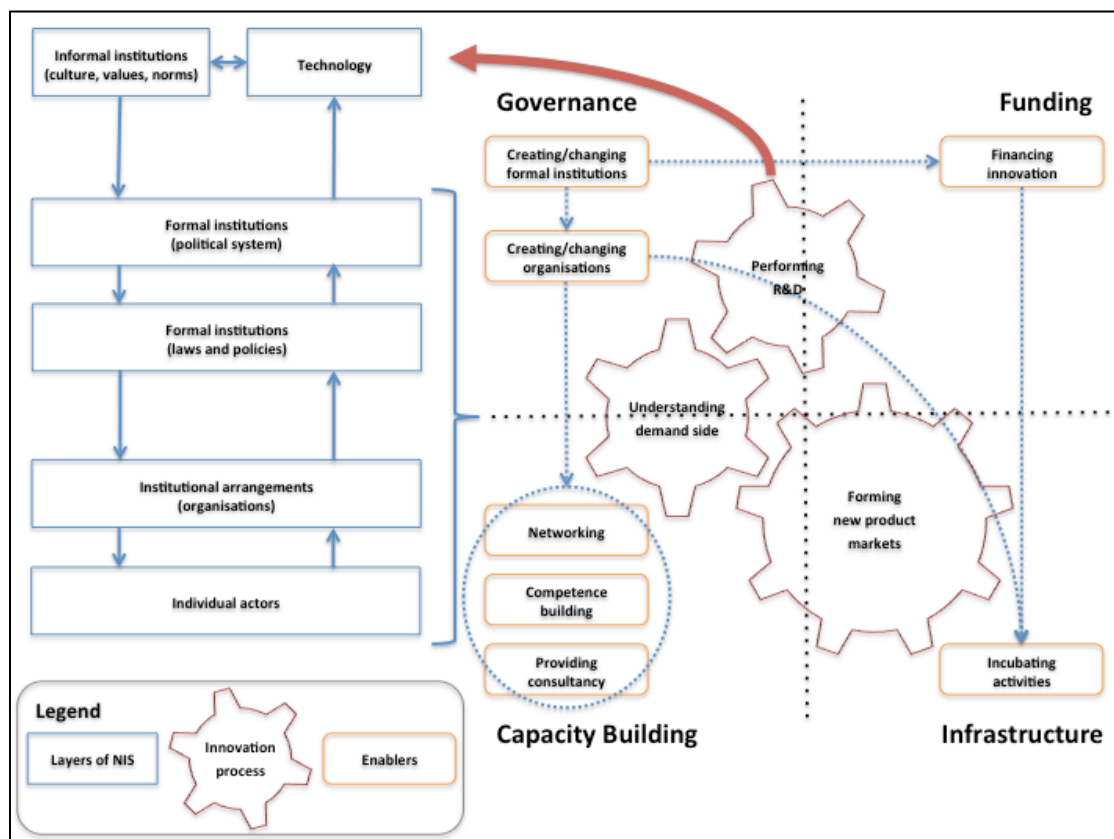 Informal institutions
(culture, values, norms)
Technology
Formal institutions
(political system)
Formal institutions
(laws and policies)
Institutional arrangements
(organisations)
Individual actors
Governance
Funding
Creating/changing
formal institutions
Financing
innovation
Creating/changing
organisations
Performing
R&D
Understanding
demand side
Forming
new product
markets
Networking
Competence
building
Providing
consultancy
Incubating
activities
Capacity Building
Infrastructure
Legend
Layers of NIS
Innovation
process
Enablers